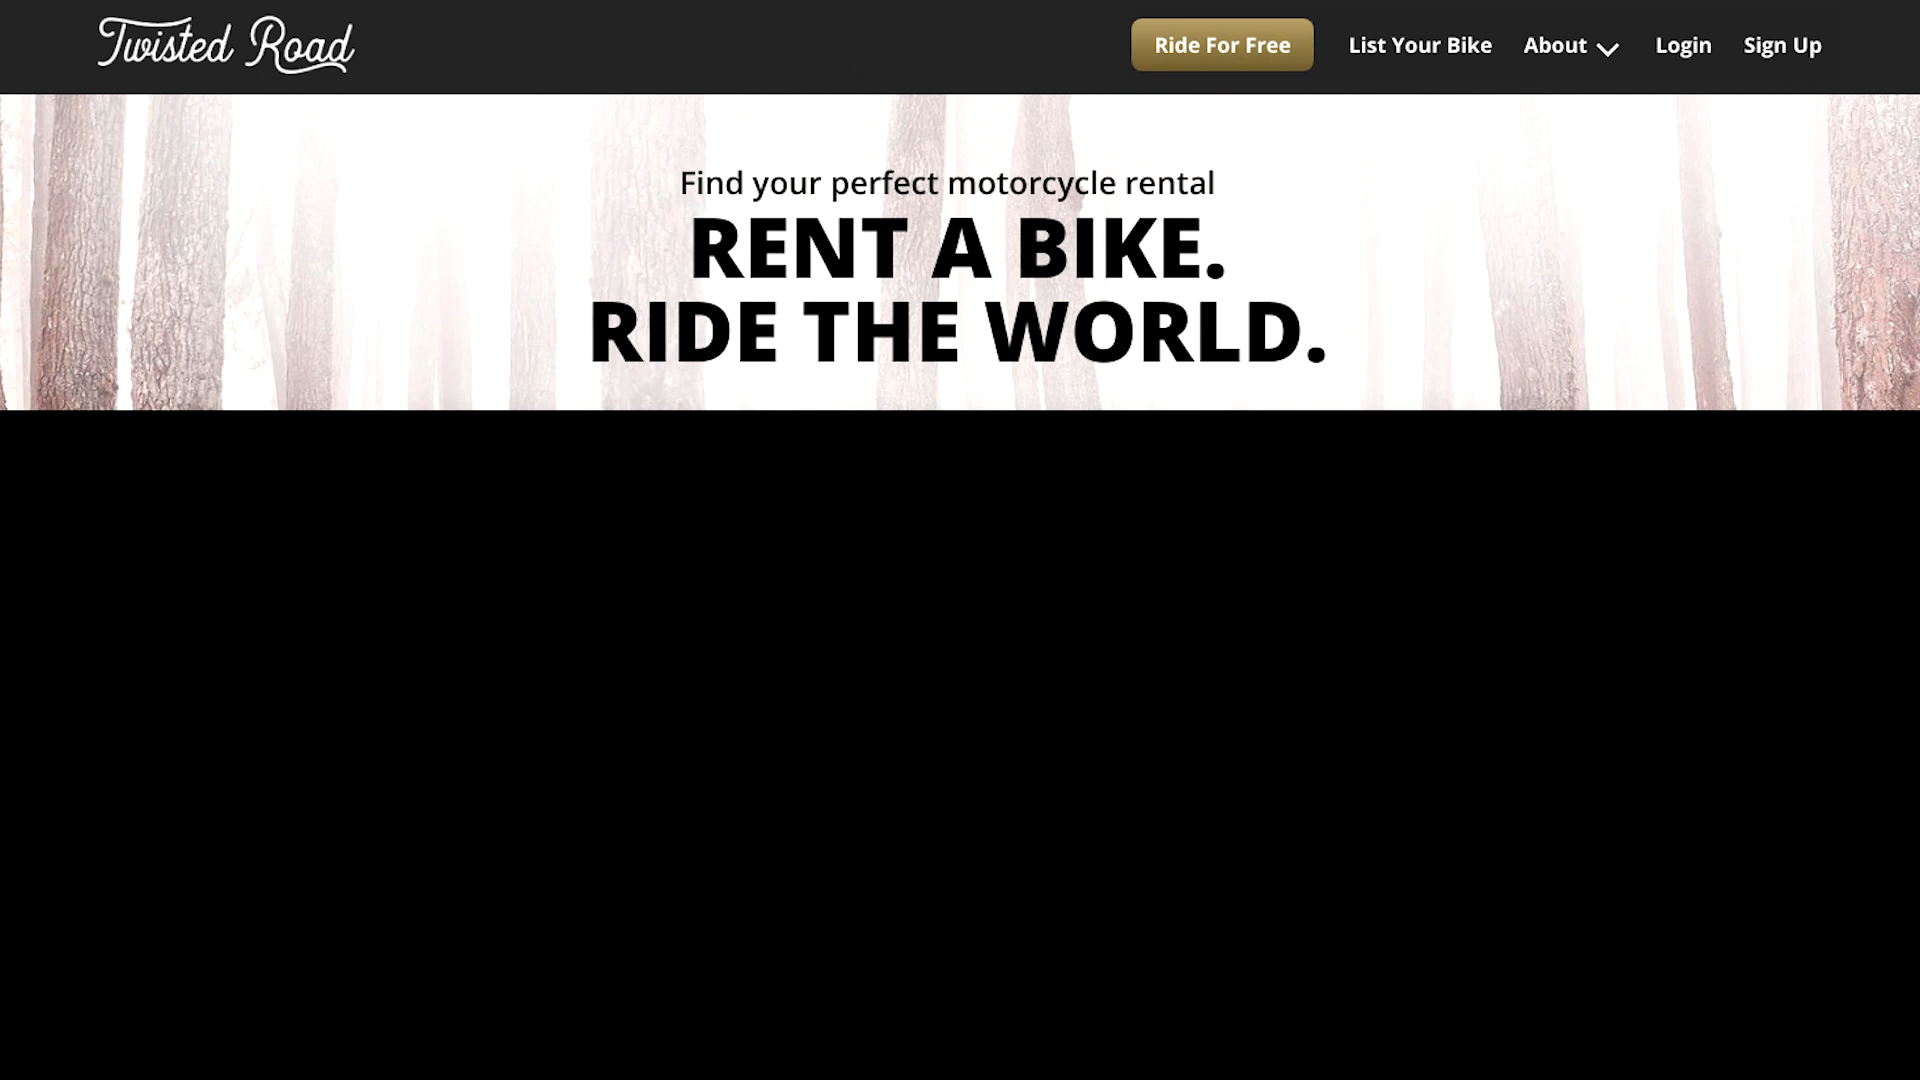 Twisted Road
Ride For Free
List Your Bike
About
Login
Sign Up
Find your perfect motorcycle rental
RENT A BIKE.
RIDE THE WORLD.